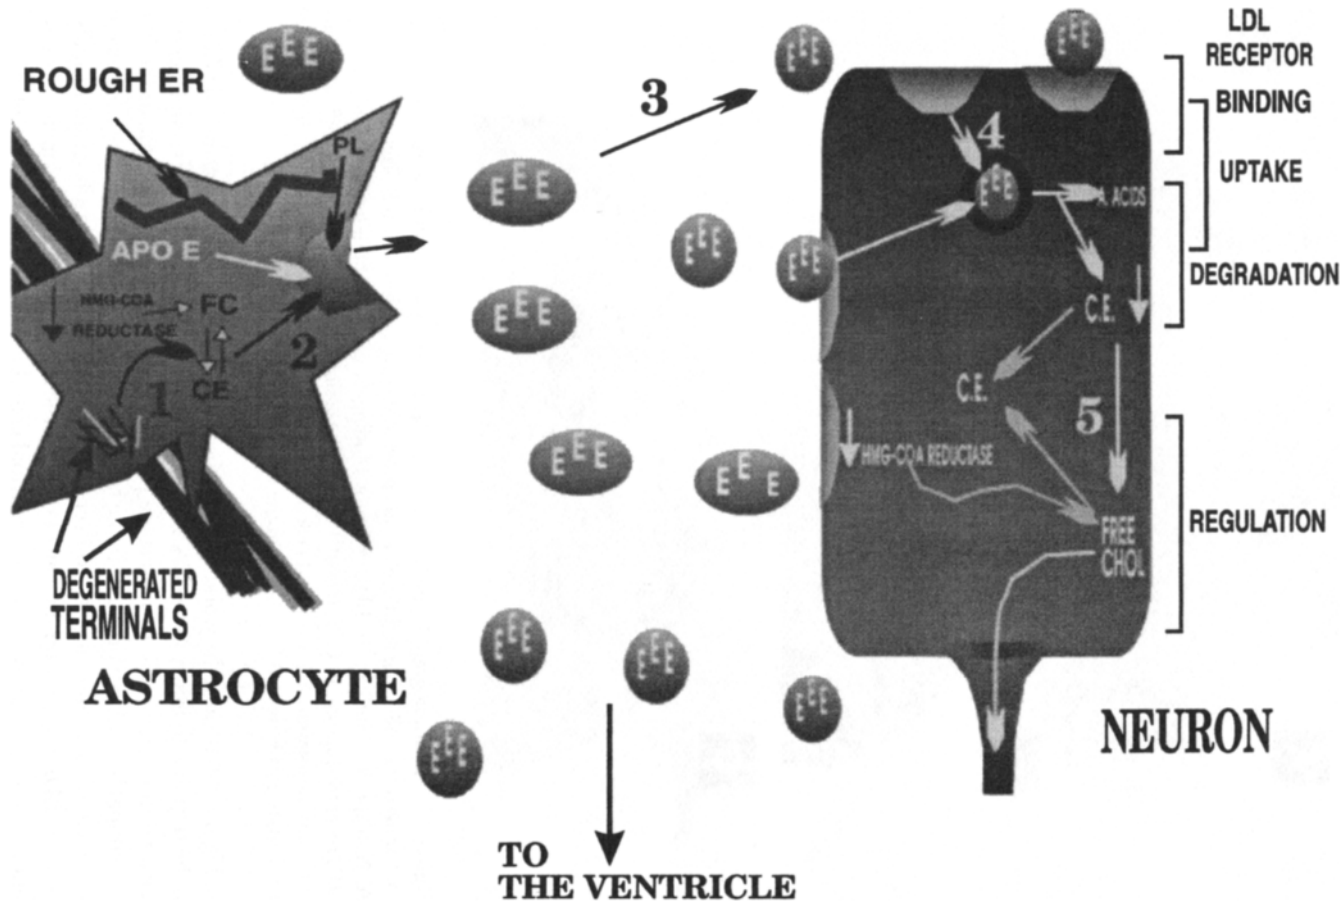 ROUGH ER
E E E
PL
APO E
HMG-COA
REDUCTASE
FC
CE
1
2
DEGENERATED
TERMINALS
ASTROCYTE
3
E E E
E E E
E E E
E E E
E E E
E E E
E E E
E E E
E E E
TO
THE VENTRICLE
E E E
E E E
E E E
E E E
4
E E E
A. ACIDS
C.E.
C.E.
5
HMG-COA REDUCTASE
FREE
CHOL
NEURON
LDL
RECEPTOR
BINDING
UPTAKE
DEGRADATION
REGULATION